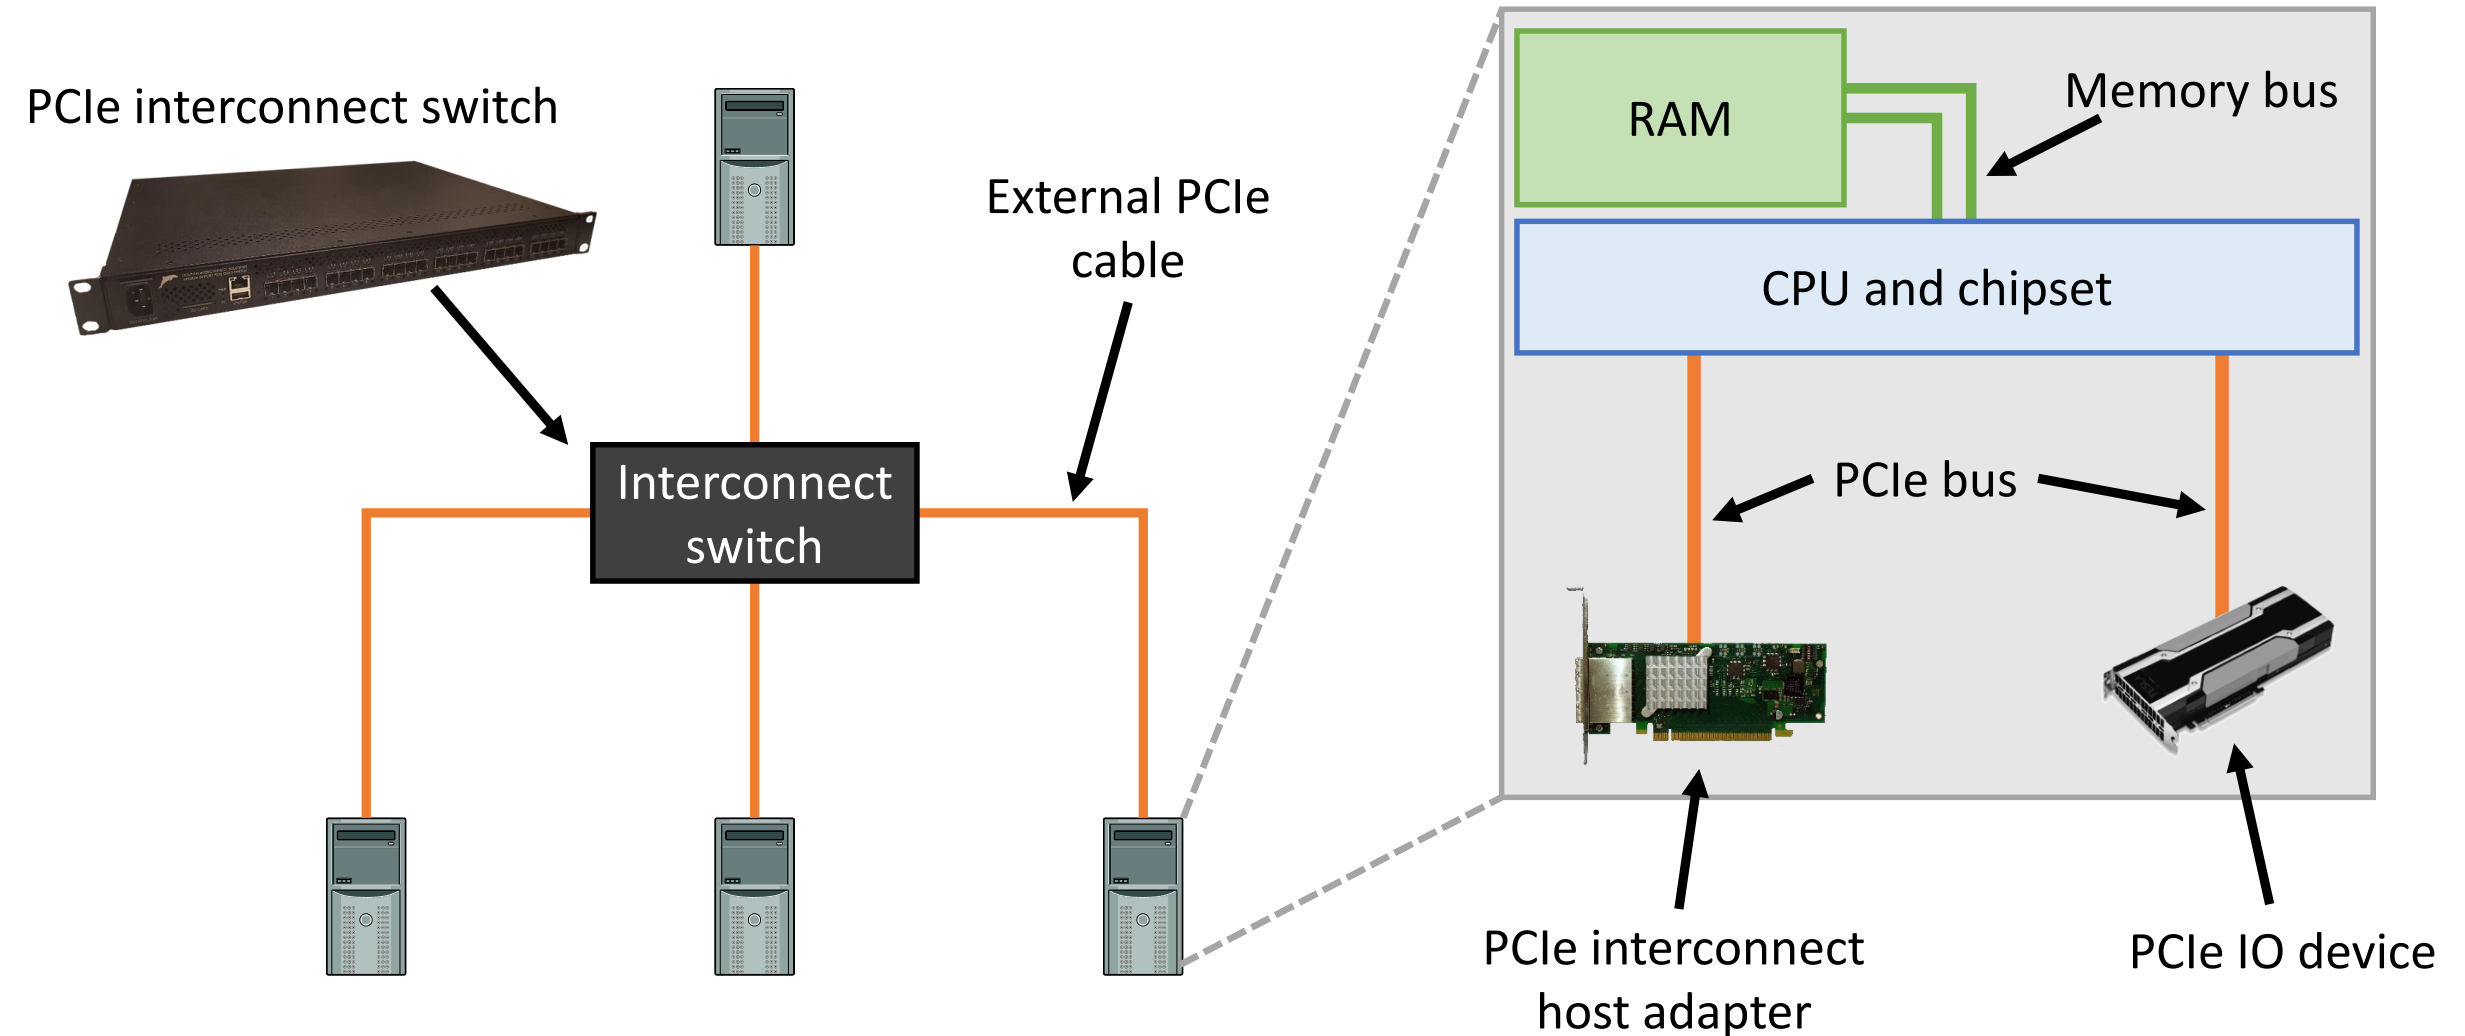 PCIe interconnect switch
External PCIe
cable
Interconnect
switch
RAM
Memory bus
CPU and chipset
PCIe bus
PCIe interconnect
host adapter
PCIe IO device